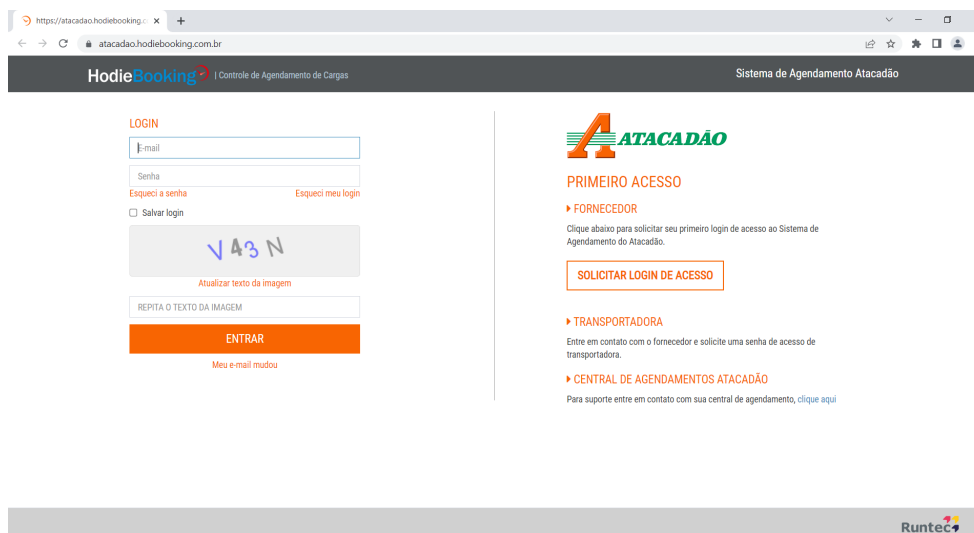 https://atacadao.hodiebooking.c
atacadao.hodiebooking.com.br
HodieBooking | Controle de Agendamento de Cargas
Sistema de Agendamento Atacadão
LOGIN
E-mail
Senha
Esqueci a senha
Esqueci meu login
Salvar login
V43N
Atualizar texto da imagem
REPITA O TEXTO DA IMAGEM
ENTRAR
Meu e-mail mudou
ATACADÃO
PRIMEIRO ACESSO
FORNECEDOR
Clique abaixo para solicitar seu primeiro login de acesso ao Sistema de
Agendamento do Atacadão.
SOLICITAR LOGIN DE ACESSO
TRANSPORTADORA
Entre em contato com o fornecedor e solicite uma senha de acesso de
transportadora.
CENTRAL DE AGENDAMENTOS ATACADÃO
Para suporte entre em contato com sua central de agendamento, clique aqui
Runtec